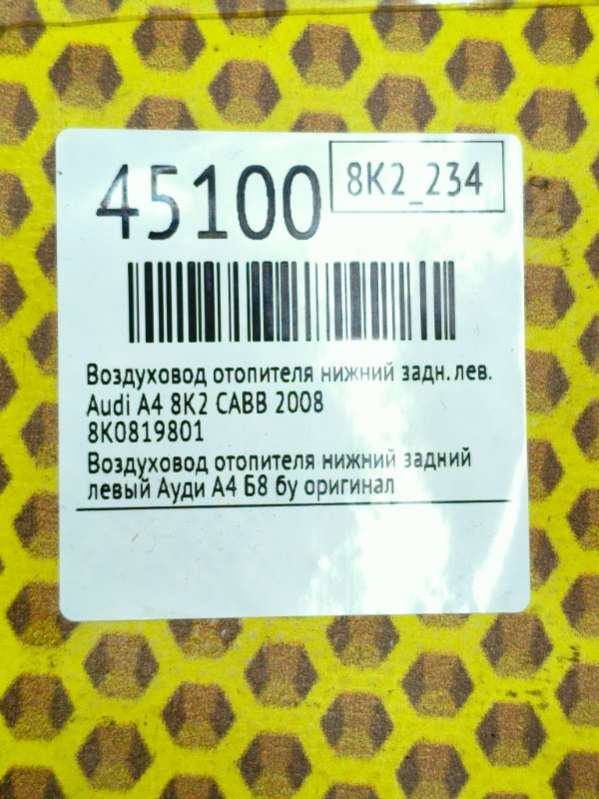 45100
8K2_234
Воздуховод отопителя нижний задн. лев.
Audi A4 8K2 CABB 2008
8K0819801
Воздуховод отопителя нижний задний
левый Ауди А4 Б8 бу оригинал